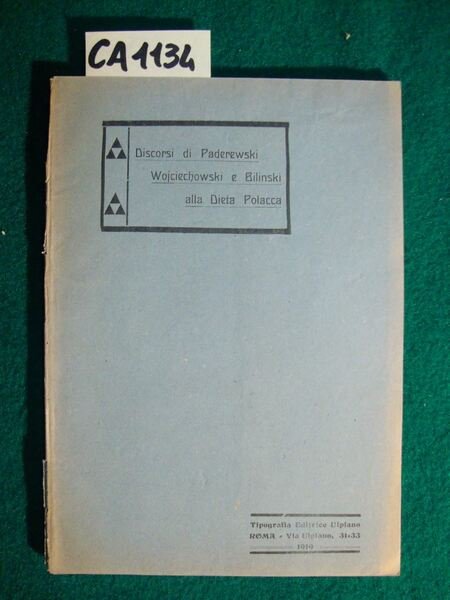 CA1134
Discorsi di Paderewski
Wojciechowski e Bilinski
alla Dieta Polacca
Tipografia Editrice Ulpiano
ROMA - Via Ulpiano, 31-33
1919